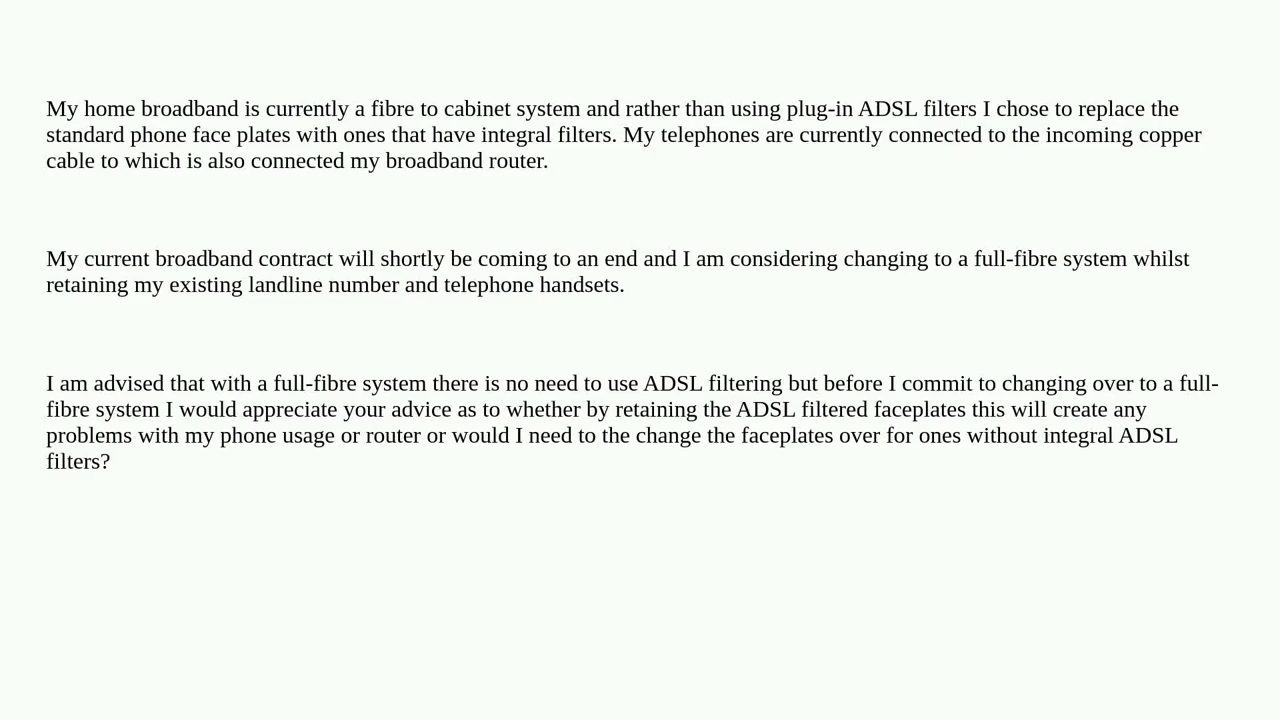 My home broadband is currently a fibre to cabinet system and rather than using plug-in ADSL filters I chose to replace the
standard phone face plates with ones that have integral filters. My telephones are currently connected to the incoming copper
cable to which is also connected my broadband router.
My current broadband contract will shortly be coming to an end and I am considering changing to a full-fibre system whilst
retaining my existing landline number and telephone handsets.
I am advised that with a full-fibre system there is no need to use ADSL filtering but before I commit to changing over to a full-
fibre system I would appreciate your advice as to whether by retaining the ADSL filtered faceplates this will create any
problems with my phone usage or router or would I need to the change the faceplates over for ones without integral ADSL
filters?